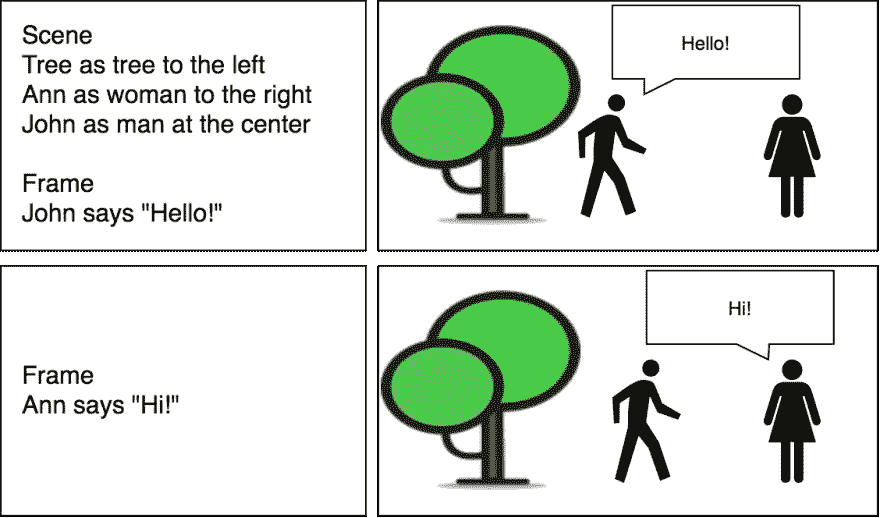 Scene
Tree as tree to the left
Ann as woman to the right
John as man at the center
Frame
John says "Hello!"
Hello!
Frame
Ann says "Hi!"
Hi!